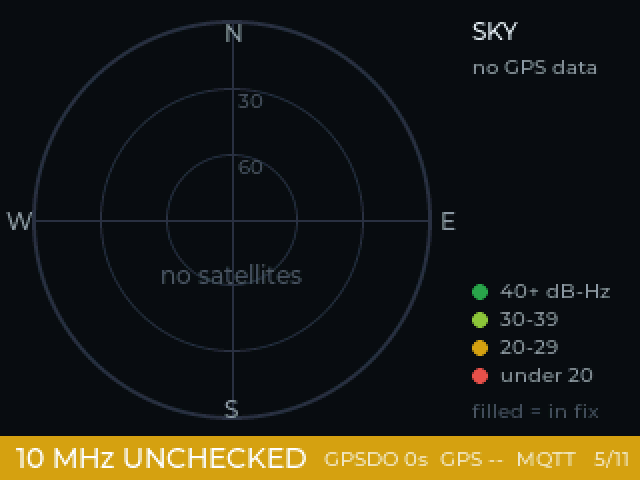 N
30
60
W
E
no satellites
S
SKY
no GPS data
40+ dB-Hz
30-39
20-29
under 20
filled = in fix
10 MHz UNCHECKED GPSDO 0s GPS -- MQTT 5/11